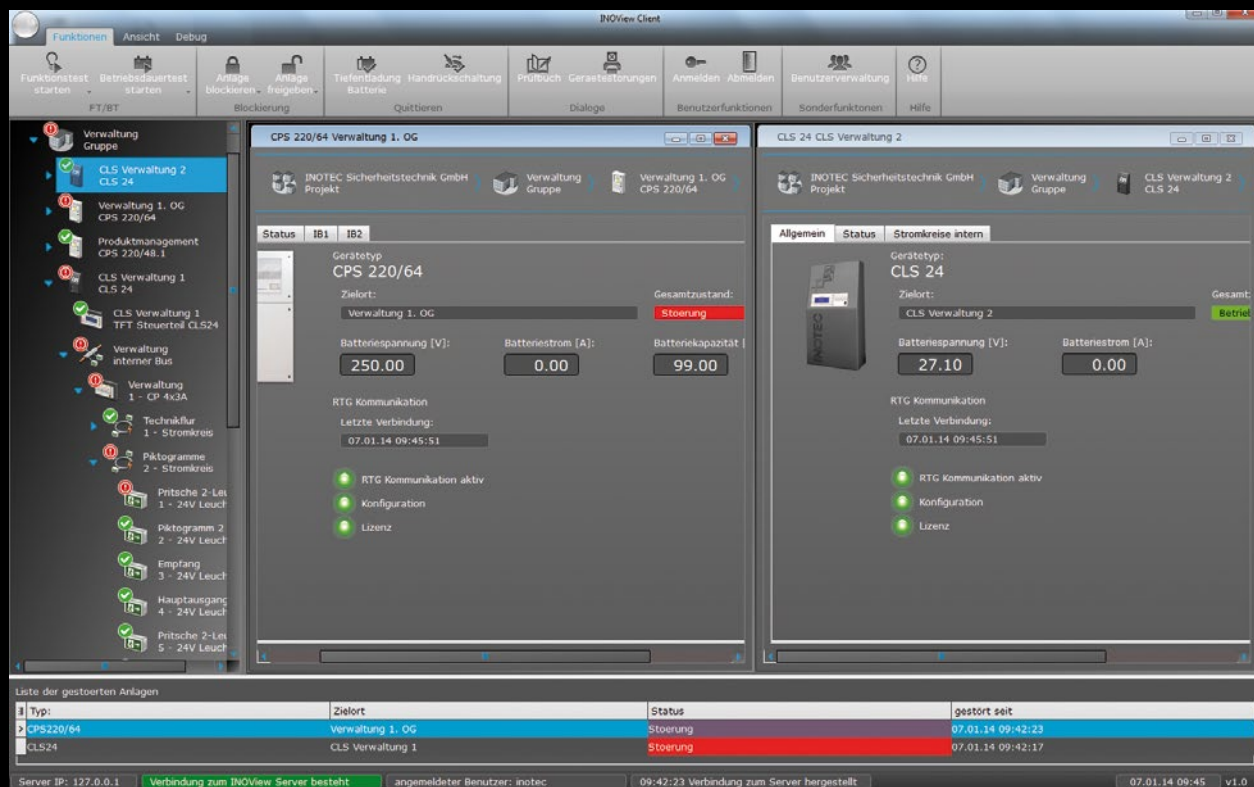 INOView Client
Funktionen Ansicht Debug
Funktionstest starten Betriebsdauertest starten Anlage blockieren Anlage freigeben Tiefentladung Batterie Handrückschaltung Prüfbuch Geraetestörungen Anmelden Abmelden Benutzerverwaltung Hilfe
FT/BT Blockierung Quittieren Dialoge Benutzerfunktionen Sonderfunktonen Hilfe
Verwaltung
Gruppe
CLS Verwaltung 2
CLS 24
Verwaltung 1. OG
CPS 220/64
Produktmanagement
CPS 220/48.1
CLS Verwaltung 1
CLS 24
CLS Verwaltung 1
TFT Steuerteil CLS24
Verwaltung
interner Bus
Verwaltung
1 - CP 4x3A
Technikflur
1 - Stromkreis
Piktogramme
2 - Stromkreis
Pritsche 2-Leu
1 - 24V Leuch
Piktogramm 2
2 - 24V Leuch
Empfang
3 - 24V Leuch
Hauptausgang
4 - 24V Leuch
Pritsche 2-Leu
5 - 24V Leuch
CPS 220/64 Verwaltung 1. OG
INOTEC Sicherheitstechnik GmbH
Projekt
Verwaltung
Gruppe
Verwaltung 1. OG
CPS 220/64
Status IB1 IB2
Gerätetyp
CPS 220/64
Zielort: Gesamtzustand:
Verwaltung 1. OG Stoerung
Batteriespannung [V]: Batteriestrom [A]: Batteriekapazität [
250.00 0.00 99.00
RTG Kommunikation
Letzte Verbindung:
07.01.14 09:45:51
RTG Kommunikation aktiv
Konfiguration
Lizenz
CLS 24 CLS Verwaltung 2
INOTEC Sicherheitstechnik GmbH
Projekt
Verwaltung
Gruppe
CLS Verwaltung 2
CLS 24
Allgemein Status Stromkreise intern
INOTEC
Gerätetyp:
CLS 24
Zielort: Gesamt
CLS Verwaltung 2 Betriel
Batteriespannung [V]: Batteriestrom [A]:
27.10 0.00
RTG Kommunikation
Letzte Verbindung:
07.01.14 09:45:51
RTG Kommunikation aktiv
Konfiguration
Lizenz
Liste der gestoerten Anlagen
Typ: Zielort Status gestört seit
CPS220/64 Verwaltung 1. OG Stoerung 07.01.14 09:42:23
CLS24 CLS Verwaltung 1 Stoerung 07.01.14 09:42:17
Server IP: 127.0.0.1 Verbindung zum INOView Server besteht angemeldeter Benutzer: inotec 09:42:23 Verbindung zum Server hergestellt 07.01.14 09:45 v1.0